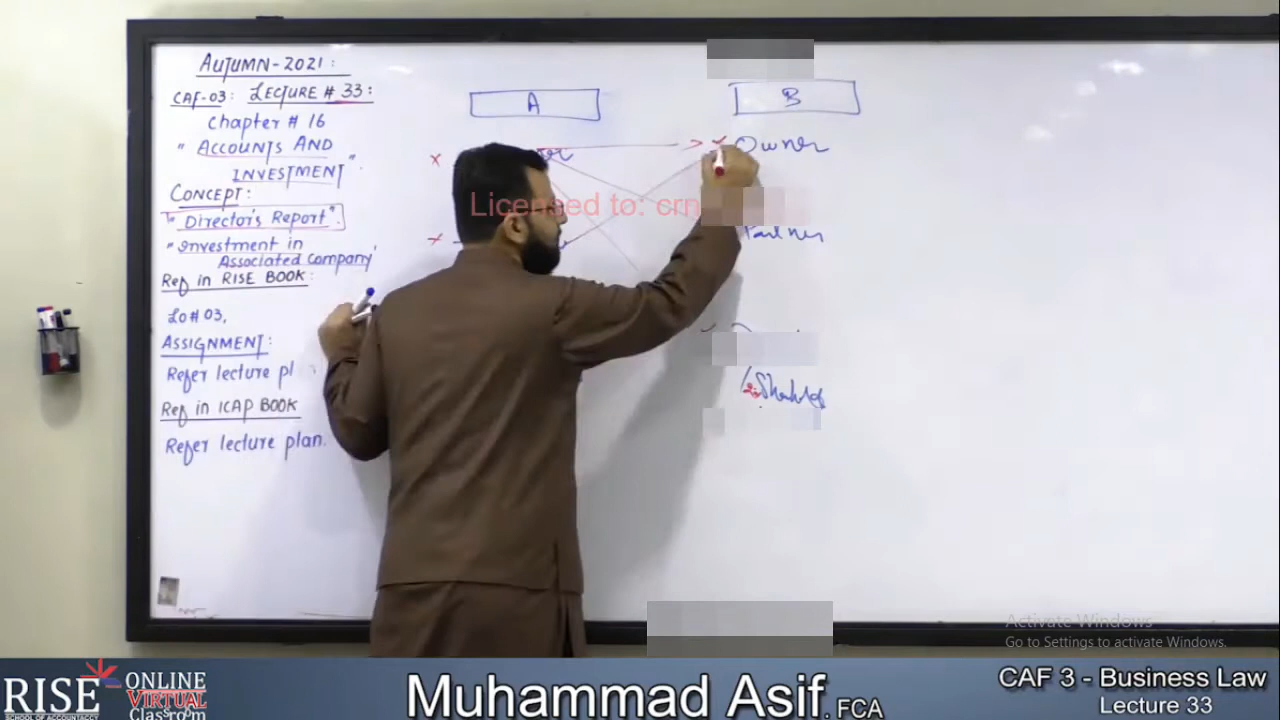 AUTUMN-2021:
CAF-03: LECTURE # 33:
Chapter # 16
" ACCOUNTS AND
INVESTMENT".
CONCEPT:
"Director's Report".
"Investment in
Associated Company"
Ref in RISE BOOK:
LO # 03,
ASSIGNMENT:
Refer lecture pl
Ref in ICAP BOOK
Refer lecture plan.
A
B
Owner
Partner
Licensed to: crn
Activate Windows
Go to Settings to activate Windows.
RISE
SCHOOL OF ACCOUNTANCY
ONLINE
VIRTUAL
Classroom
Muhammad Asif. FCA
CAF 3 - Business Law
Lecture 33